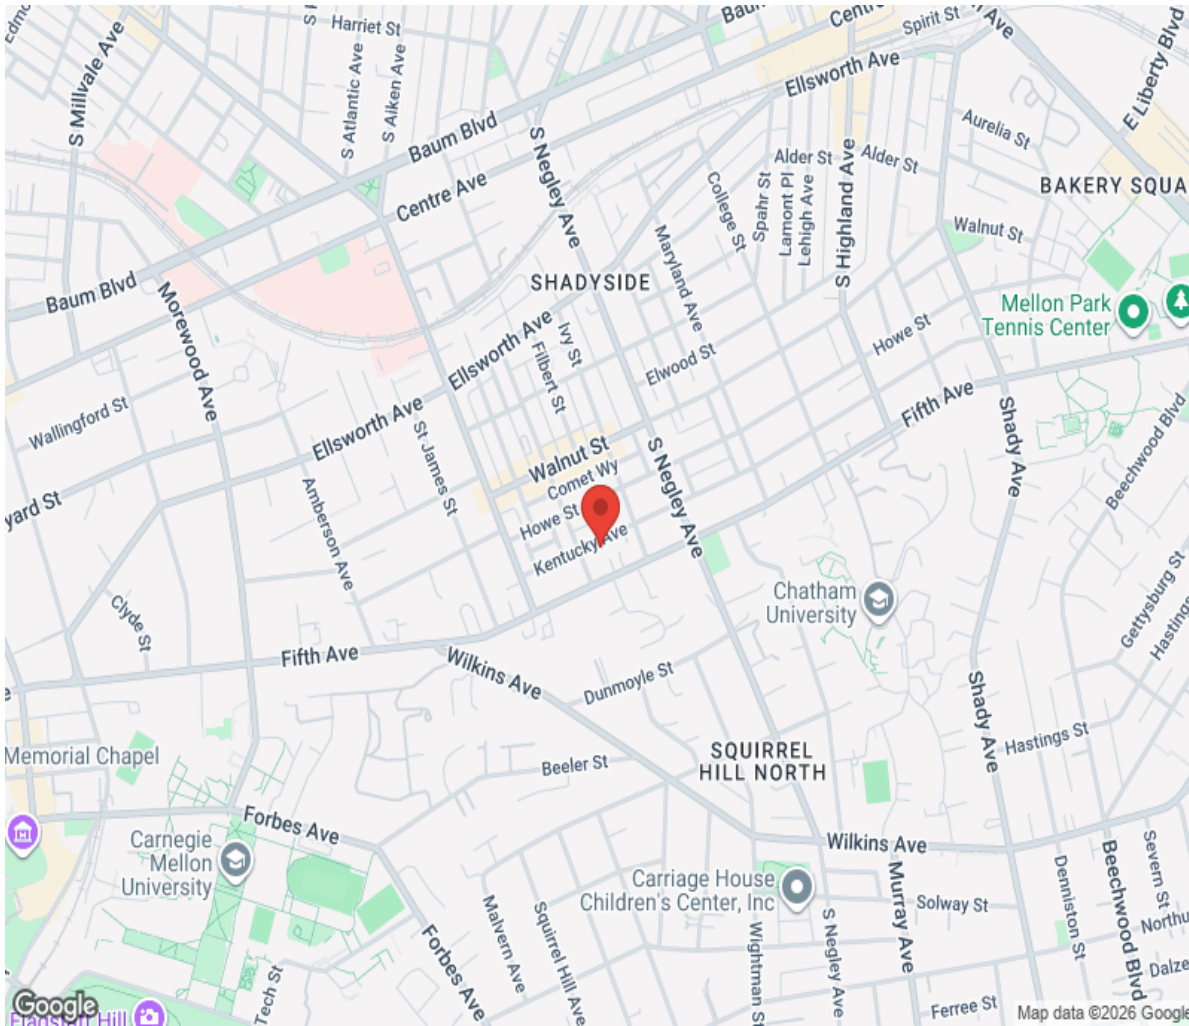 Harriet St
S Millvale Ave
S Atlantic Ave
S Aiken Ave
Baum Blvd
Centre Ave
S Negley Ave
Spirit St
Ellsworth Ave
E Liberty Blvd
Aurelia St
Alder St
Alder St
BAKERY SQUA
College St
Spahr St
Lamont Pl
Lehigh Ave
S Highland Ave
Walnut St
Maryland Ave
SHADYSIDE
Baum Blvd
Morewood Ave
Mellon Park
Tennis Center
Ellsworth Ave
Ivy St
Filbert St
Elwood St
Howe St
Fifth Ave
Wallingford St
Ellsworth Ave
St James St
Walnut St
Comet Wy
S Negley Ave
Shady Ave
Beechwood Blvd
yard St
Amberson Ave
Howe St
Kentucky Ave
Chatham
University
Clyde St
Gettysburg St
Hastings
Fifth Ave
Wilkins Ave
Dunmoyle St
Shady Ave
Hastings St
Memorial Chapel
Beeler St
SQUIRREL
HILL NORTH
Forbes Ave
Carnegie
Mellon
University
Wilkins Ave
Carriage House
Children's Center, Inc
Murray Ave
Solway St
Denniston St
Beechwood Blvd
Severn St
Northu
Malvern Ave
Squirrel Hill Ave
Forbes Ave
Wightman St
S Negley Ave
Dalze
Tech St
Ferree St
Google
Flagstaff Hill
Map data ©2026 Google